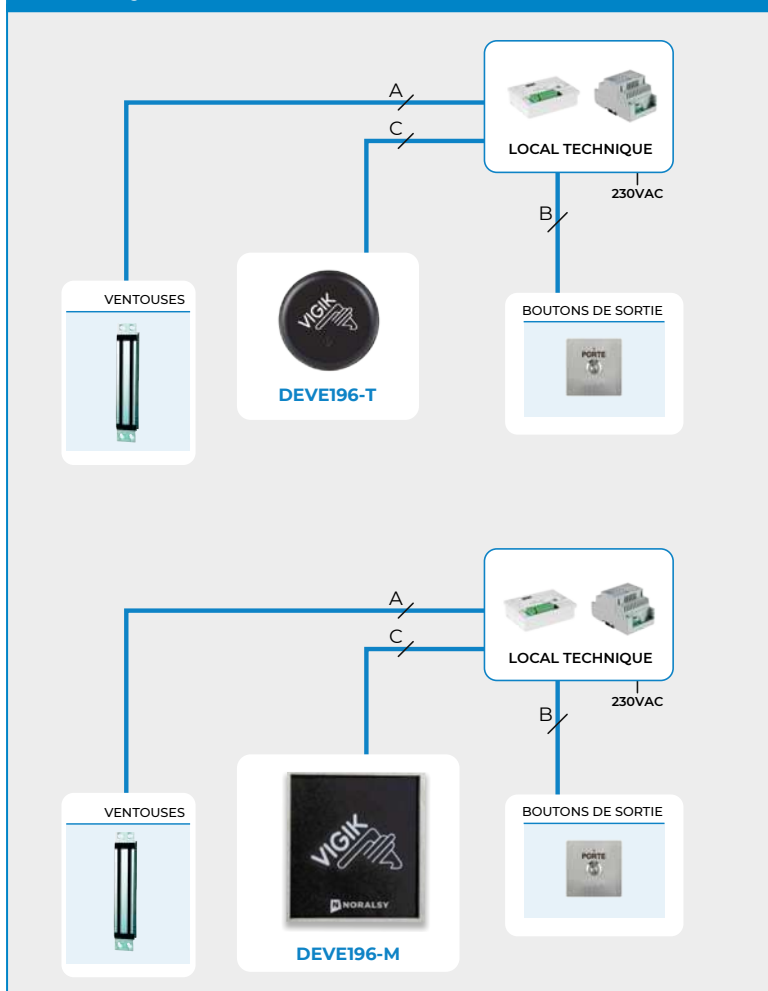 A
C
LOCAL TECHNIQUE
230VAC
B
VENTOUSES
VIGIK
DEVE196-T
BOUTONS DE SORTIE
PORTE
A
C
LOCAL TECHNIQUE
230VAC
B
VENTOUSES
VIGIK
NORALSY
DEVE196-M
BOUTONS DE SORTIE
PORTE